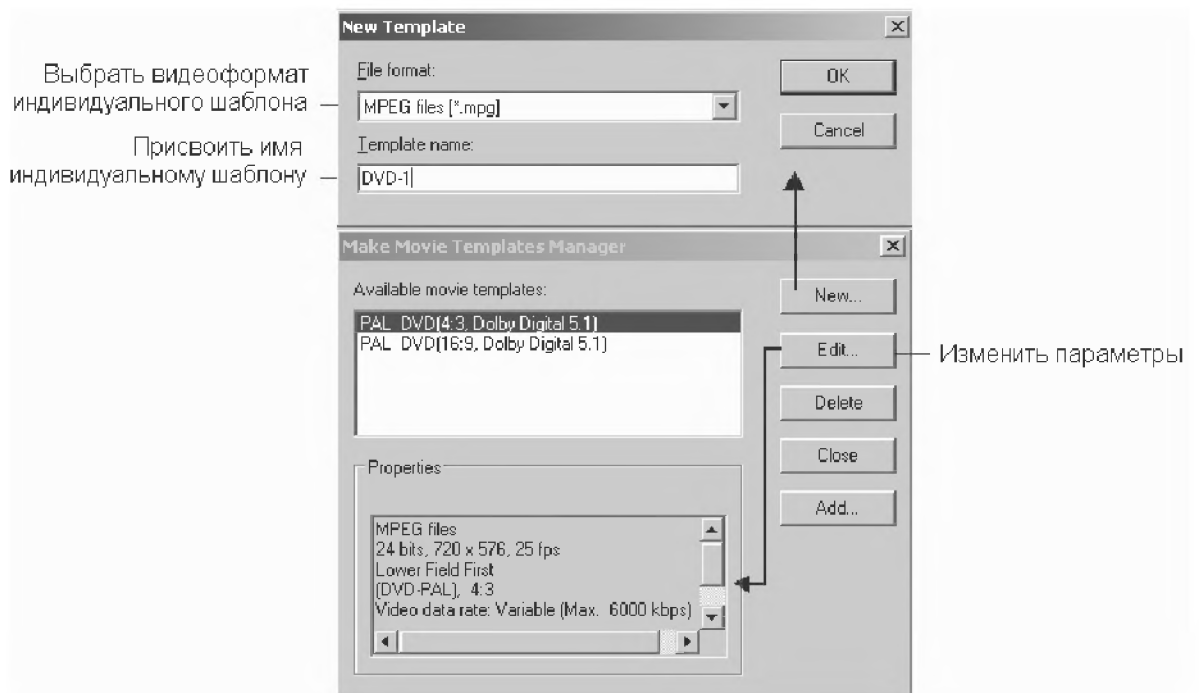 New Template
Выбрать видеоформат
индивидуального шаблона
File format:
MPEG files [*.mpg]
OK
Cancel
Присвоить имя
индивидуальному шаблону
Template name:
DVD-1
Make Movie Templates Manager
Available movie templates:
PAL DVD(4:3, Dolby Digital 5.1)
PAL DVD(16:9, Dolby Digital 5.1)
New...
Edit...
Изменить параметры
Delete
Close
Add...
Properties
MPEG files
24 bits, 720 x 576, 25 fps
Lower Field First
(DVD-PAL), 4:3
Video data rate: Variable (Max. 6000 kbps)